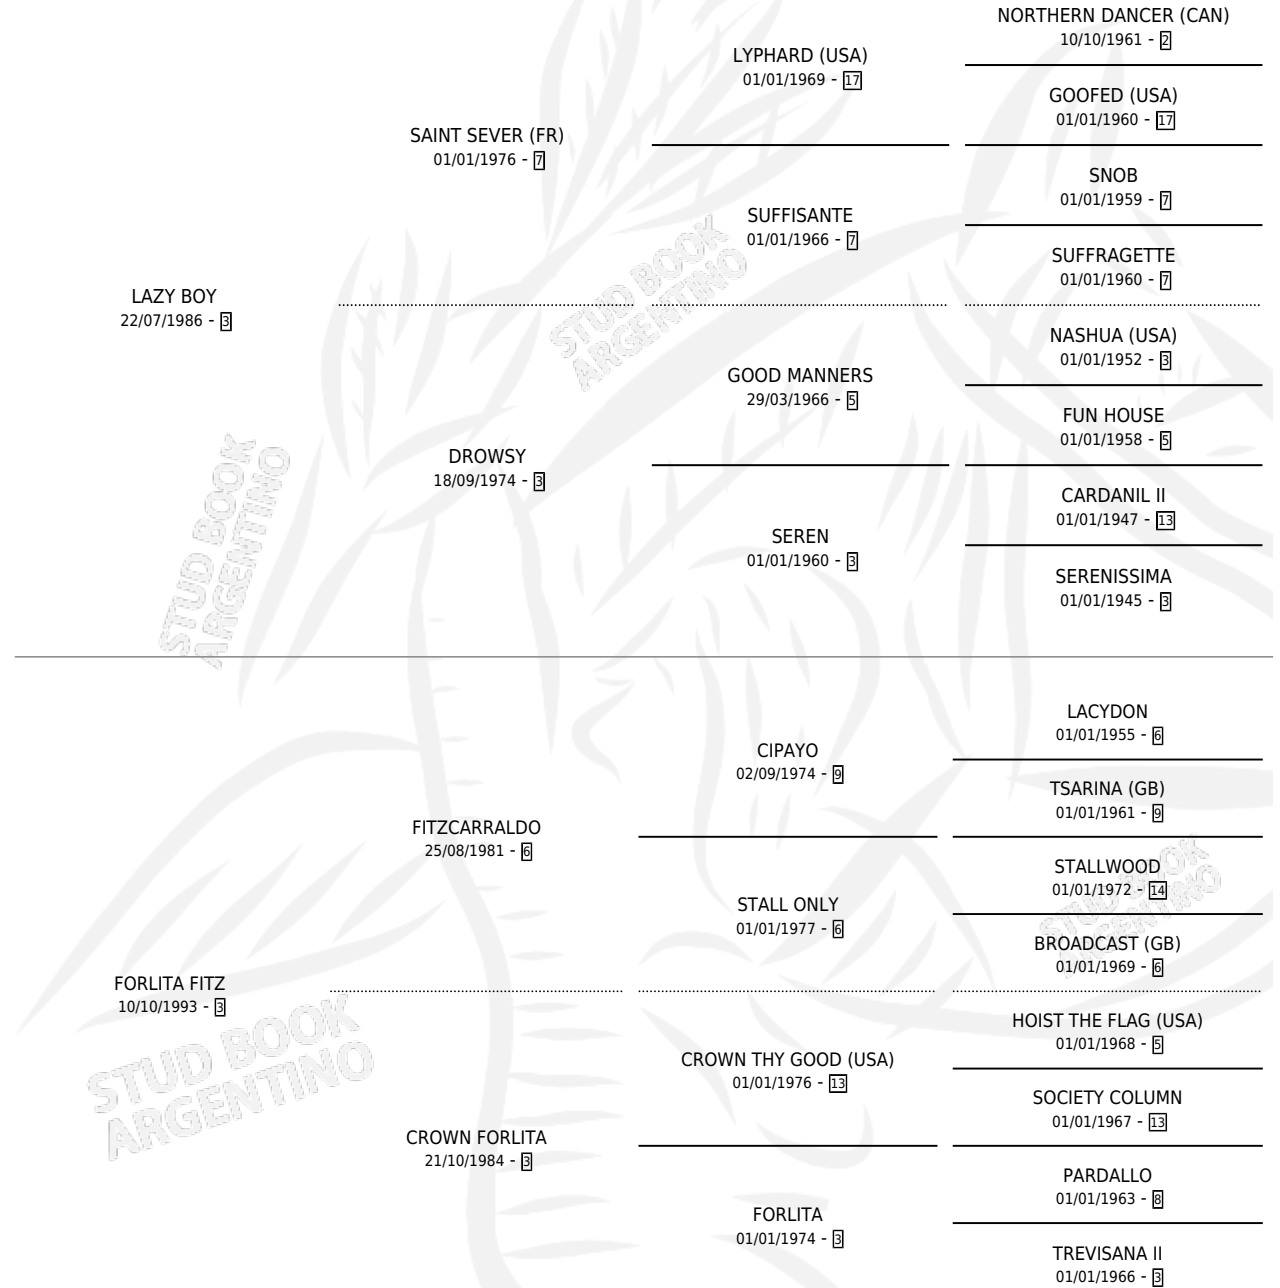 NORTHERN DANCER (CAN)
10/10/1961 - 2
LYPHARD (USA)
01/01/1969 - 17
GOOFED (USA)
01/01/1960 - 17
SAINT SEVER (FR)
01/01/1976 - 7
SNOB
01/01/1959 - 7
SUFFISANTE
01/01/1966 - 7
SUFFRAGETTE
01/01/1960 - 7
LAZY BOY
22/07/1986 - 3
STUD BOOK
ARGENTINO
NASHUA (USA)
01/01/1952 - 3
GOOD MANNERS
29/03/1966 - 5
FUN HOUSE
01/01/1958 - 5
DROWSY
18/09/1974 - 3
CARDANIL II
01/01/1947 - 13
SEREN
01/01/1960 - 3
SERENISSIMA
01/01/1945 - 3
STUD BOOK
ARGENTINO
LACYDON
01/01/1955 - 6
CIPAYO
02/09/1974 - 9
TSARINA (GB)
01/01/1961 - 9
FITZCARRALDO
25/08/1981 - 6
STALLWOOD
01/01/1972 - 14
STALL ONLY
01/01/1977 - 6
BROADCAST (GB)
01/01/1969 - 6
STUD BOOK
ARGENTINO
FORLITA FITZ
10/10/1993 - 3
HOIST THE FLAG (USA)
01/01/1968 - 5
CROWN THY GOOD (USA)
01/01/1976 - 13
SOCIETY COLUMN
01/01/1967 - 13
STUD BOOK
ARGENTINO
CROWN FORLITA
21/10/1984 - 3
PARDALLO
01/01/1963 - 8
FORLITA
01/01/1974 - 3
TREVISANA II
01/01/1966 - 3